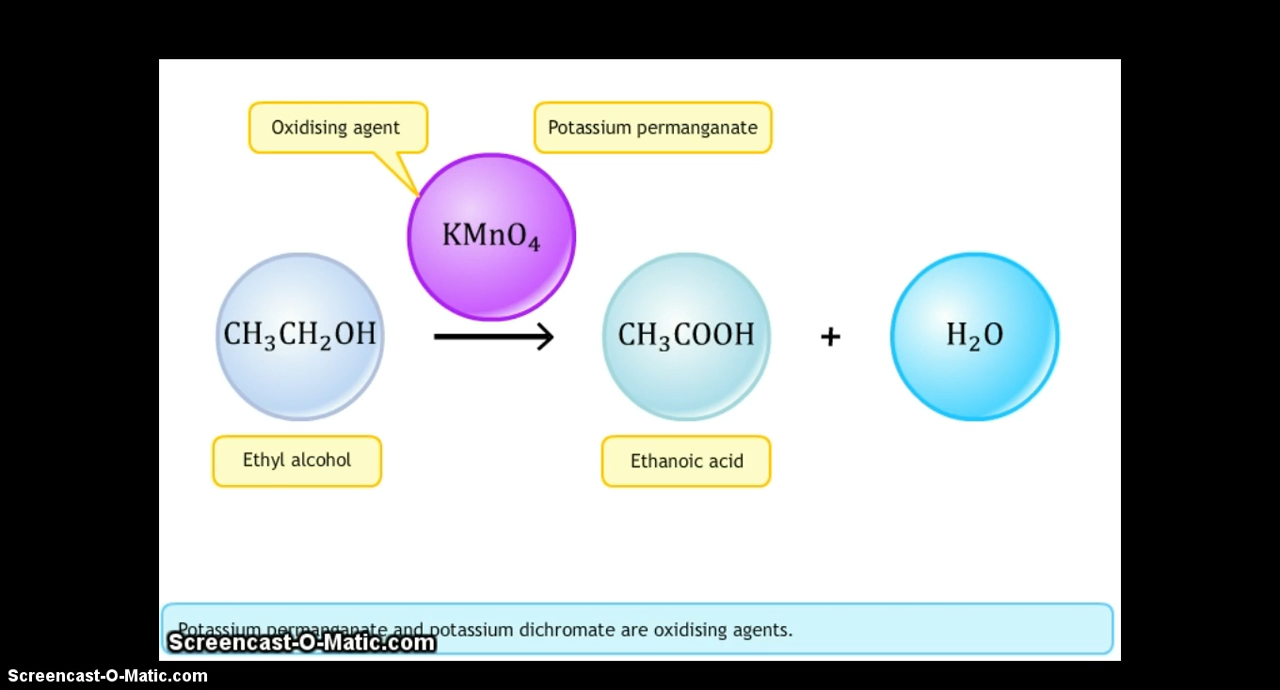 Oxidising agent
Potassium permanganate
KMnO₄
CH₃CH₂OH
CH₃COOH
+
H₂O
Ethyl alcohol
Ethanoic acid
Potassium permanganate and potassium dichromate are oxidising agents.
Screencast-O-Matic.com
Screencast-O-Matic.com